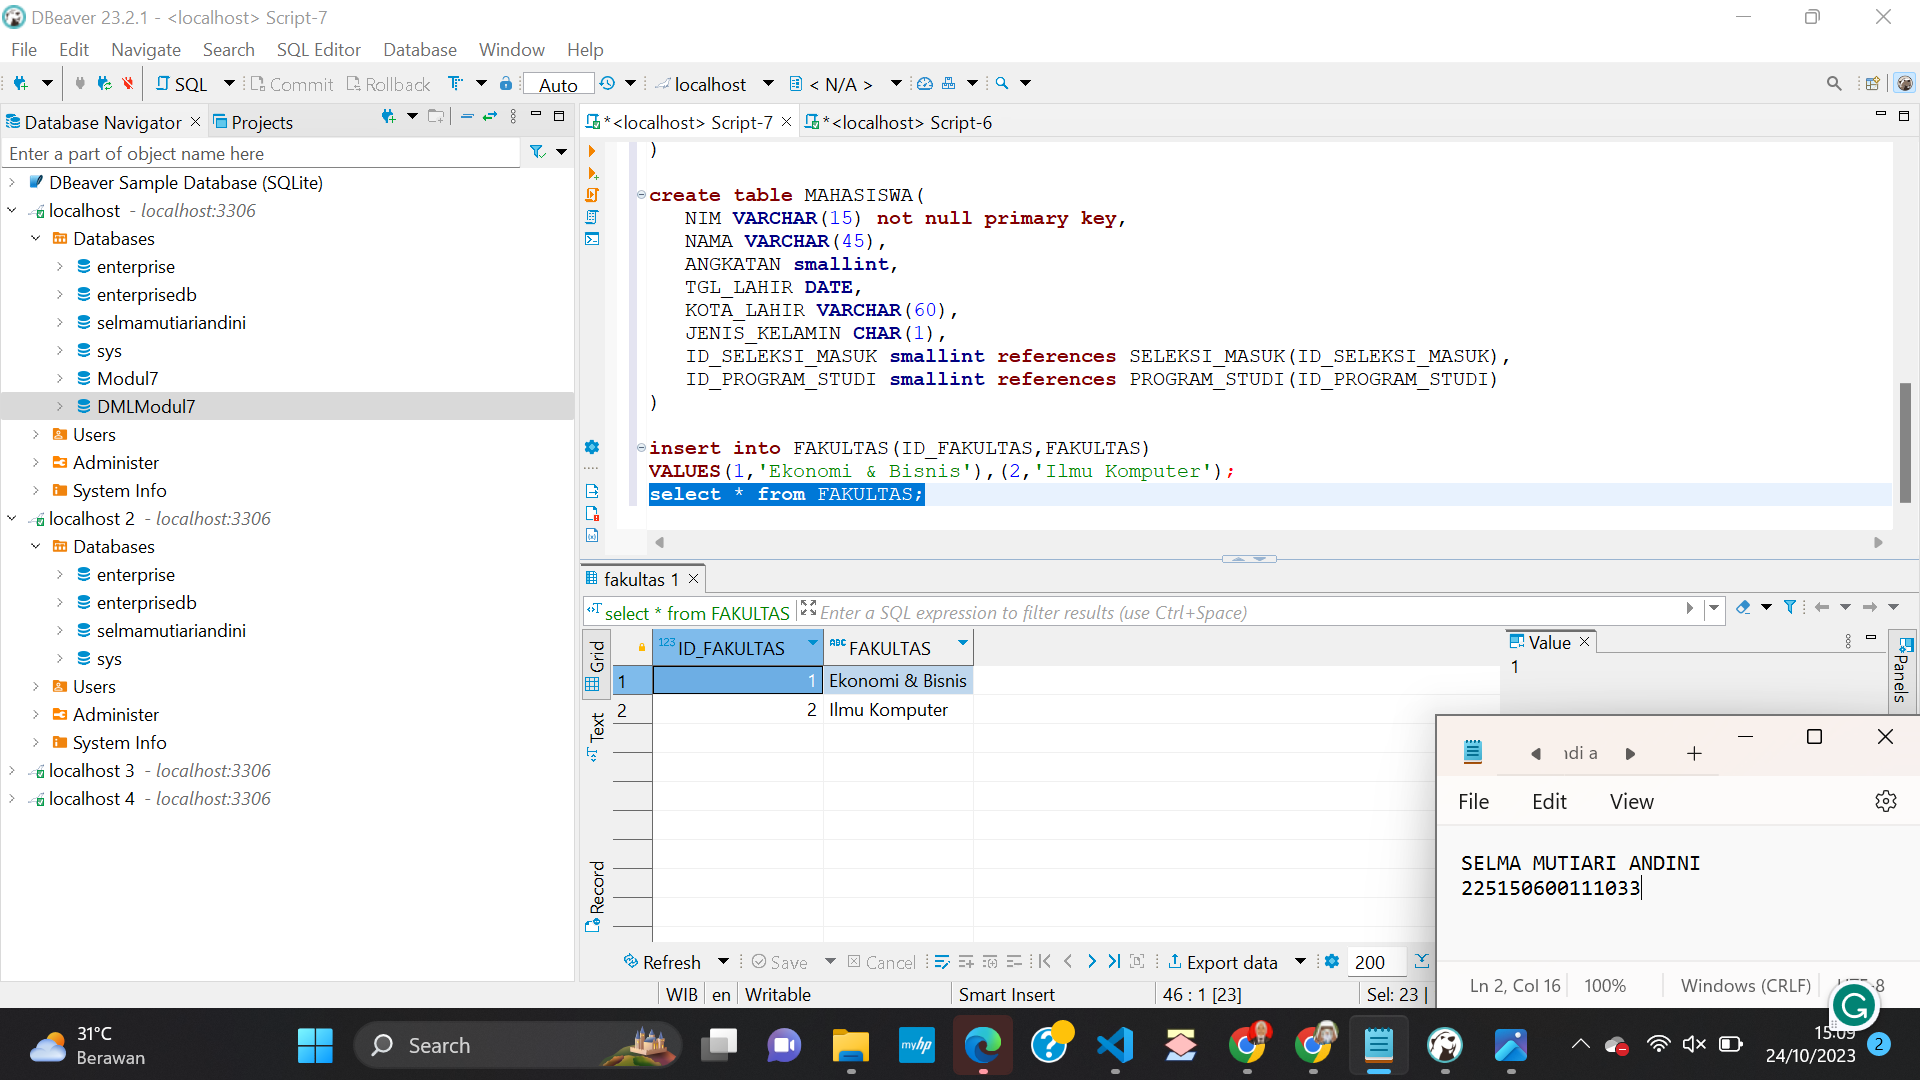 DBeaver 23.2.1 - <localhost> Script-7
File Edit Navigate Search SQL Editor Database Window Help
SQL Commit Rollback Auto localhost < N/A >
Database Navigator Projects
*<localhost> Script-7 *<localhost> Script-6
Enter a part of object name here
DBeaver Sample Database (SQLite)
localhost - localhost:3306
Databases
enterprise
enterprisedb
selmamutiariandini
sys
Modul7
DMLModul7
Users
Administer
System Info
localhost 2 - localhost:3306
Databases
enterprise
enterprisedb
selmamutiariandini
sys
Users
Administer
System Info
localhost 3 - localhost:3306
localhost 4 - localhost:3306
)
create table MAHASISWA(
NIM VARCHAR(15) not null primary key,
NAMA VARCHAR(45),
ANGKATAN smallint,
TGL_LAHIR DATE,
KOTA_LAHIR VARCHAR(60),
JENIS_KELAMIN CHAR(1),
ID_SELEKSI_MASUK smallint references SELEKSI_MASUK(ID_SELEKSI_MASUK),
ID_PROGRAM_STUDI smallint references PROGRAM_STUDI(ID_PROGRAM_STUDI)
)
insert into FAKULTAS(ID_FAKULTAS,FAKULTAS)
VALUES(1,'Ekonomi & Bisnis'),(2,'Ilmu Komputer');
select * from FAKULTAS;
fakultas 1
select * from FAKULTAS Enter a SQL expression to filter results (use Ctrl+Space)
Grid
Text
Record
123 ID_FAKULTAS ABC FAKULTAS
1 1 Ekonomi & Bisnis
2 2 Ilmu Komputer
Value
1
Panels
Refresh Save Cancel Export data 200
WIB en Writable Smart Insert 46 : 1 [23] Sel: 23 |
ndi a
File Edit View
SELMA MUTIARI ANDINI
225150600111033
Ln 2, Col 16 100% Windows (CRLF)
31°C
Berawan
Search
myhp
15:09
24/10/2023
2